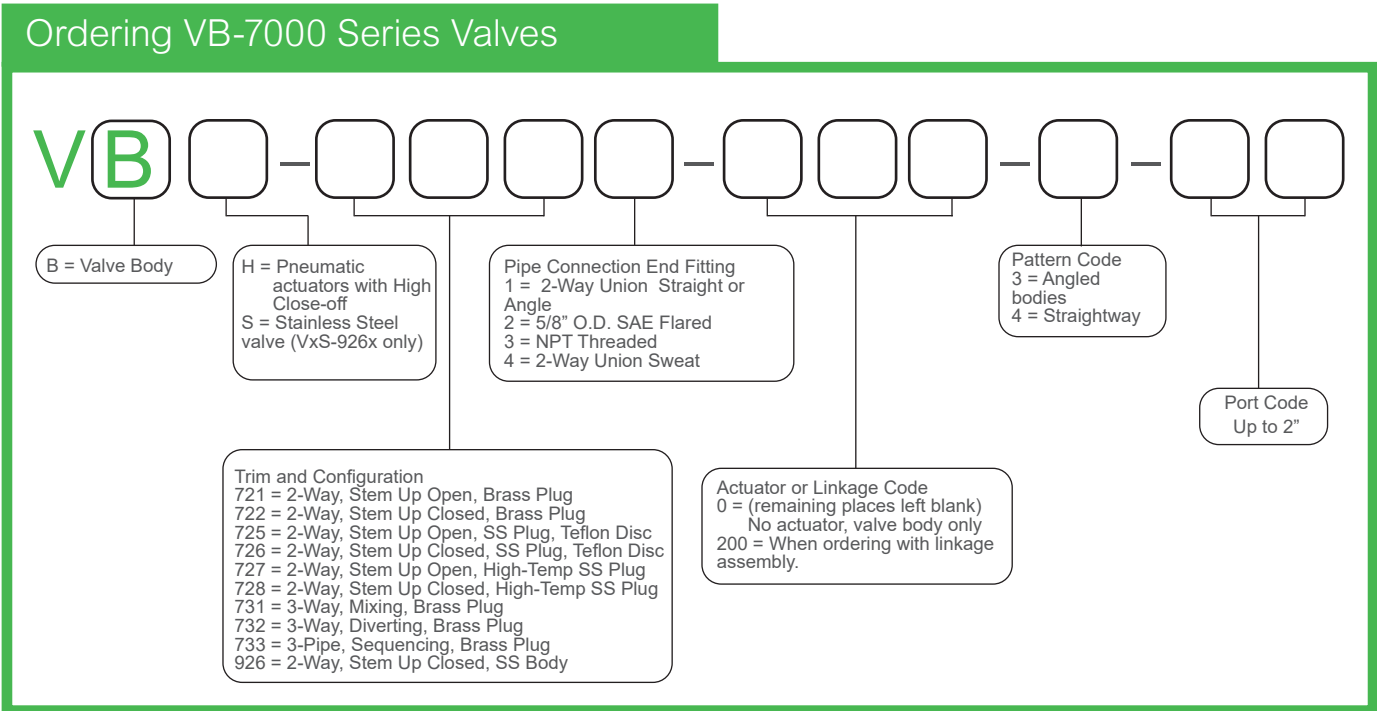 Ordering VB-7000 Series Valves
VB
B = Valve Body
H = Pneumatic
actuators with High
Close-off
S = Stainless Steel
valve (VxS-926x only)
Pipe Connection End Fitting
1 = 2-Way Union Straight or
Angle
2 = 5/8” O.D. SAE Flared
3 = NPT Threaded
4 = 2-Way Union Sweat
Pattern Code
3 = Angled
bodies
4 = Straightway
Port Code
Up to 2”
Trim and Configuration
721 = 2-Way, Stem Up Open, Brass Plug
722 = 2-Way, Stem Up Closed, Brass Plug
725 = 2-Way, Stem Up Open, SS Plug, Teflon Disc
726 = 2-Way, Stem Up Closed, SS Plug, Teflon Disc
727 = 2-Way, Stem Up Open, High-Temp SS Plug
728 = 2-Way, Stem Up Closed, High-Temp SS Plug
731 = 3-Way, Mixing, Brass Plug
732 = 3-Way, Diverting, Brass Plug
733 = 3-Pipe, Sequencing, Brass Plug
926 = 2-Way, Stem Up Closed, SS Body
Actuator or Linkage Code
0 = (remaining places left blank)
No actuator, valve body only
200 = When ordering with linkage
assembly.